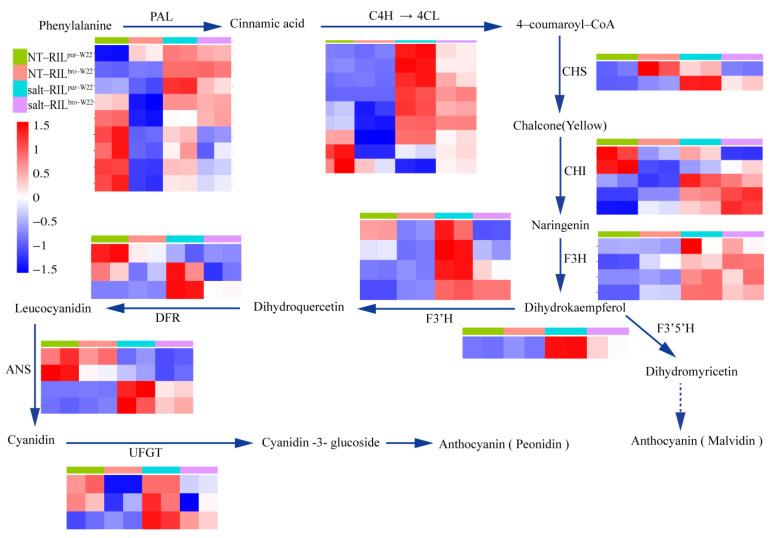 PAL
C4H → 4CL
Phenylalanine
Cinnamic acid
4–coumaroyl–CoA
NT–RILpur–W22
NT–RILbro–W22
salt–RILpur–W22
salt–RILbro–W22
CHS
1.5
1
0.5
0
−0.5
−1
−1.5
Chalcone(Yellow)
CHI
Naringenin
F3H
Leucocyanidin
DFR
Dihydroquercetin
F3’H
Dihydrokaempferol
F3’5’H
ANS
Dihydromyricetin
Cyanidin
UFGT
Cyanidin -3- glucoside
Anthocyanin ( Peonidin )
Anthocyanin ( Malvidin )